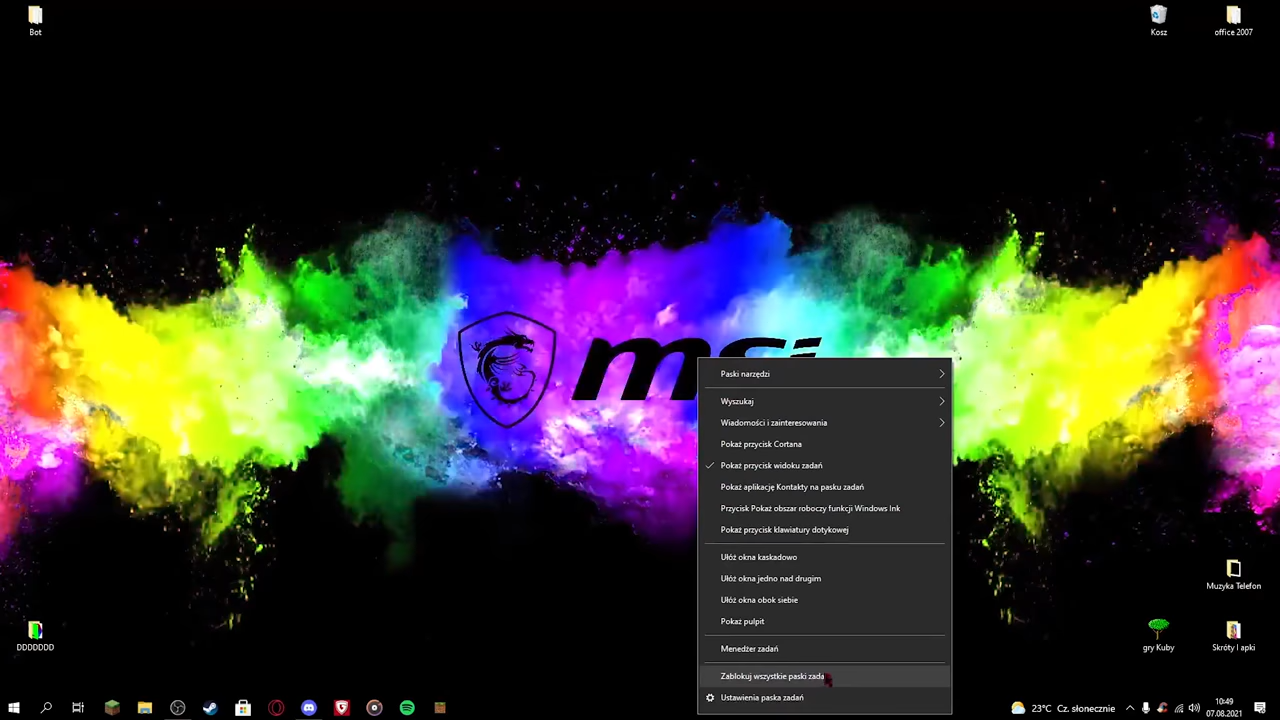 Bot
Kosz
office 2007
msi
Paski narzędzi
Wyszukaj
Wiadomości i zainteresowania
Pokaż przycisk Cortana
Pokaż przycisk widoku zadań
Pokaż aplikację Kontakty na pasku zadań
Przycisk Pokaż obszar roboczy funkcji Windows Ink
Pokaż przycisk klawiatury dotykowej
Ułóż okna kaskadowo
Ułóż okna jedno nad drugim
Ułóż okna obok siebie
Pokaż pulpit
Menedżer zadań
Zablokuj wszystkie paski zada
Ustawienia paska zadań
Muzyka Telefon
DDDDDDD
gry Kuby
Skróty I apki
23°C Cz. słonecznie
10:49
07.08.2021